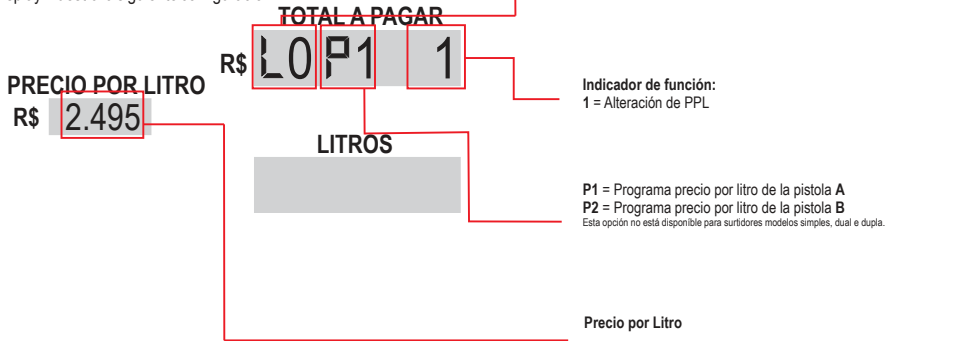 TOTAL A PAGAR
R$ LO P1 1
PRECIO POR LITRO
R$ 2.495
LITROS
Indicador de función:
1 = Alteración de PPL
P1 = Programa precio por litro de la pistola A
P2 = Programa precio por litro de la pistola B
Esta opción no está disponíble para surtidores modelos simples, dual e dupla.
Precio por Litro